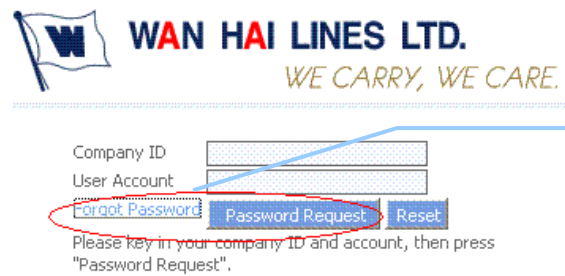 W WAN HAI LINES LTD.
WE CARRY, WE CARE.
Company ID
User Account
Forgot Password Password Request Reset
Please key in your company ID and account, then press
"Password Request".